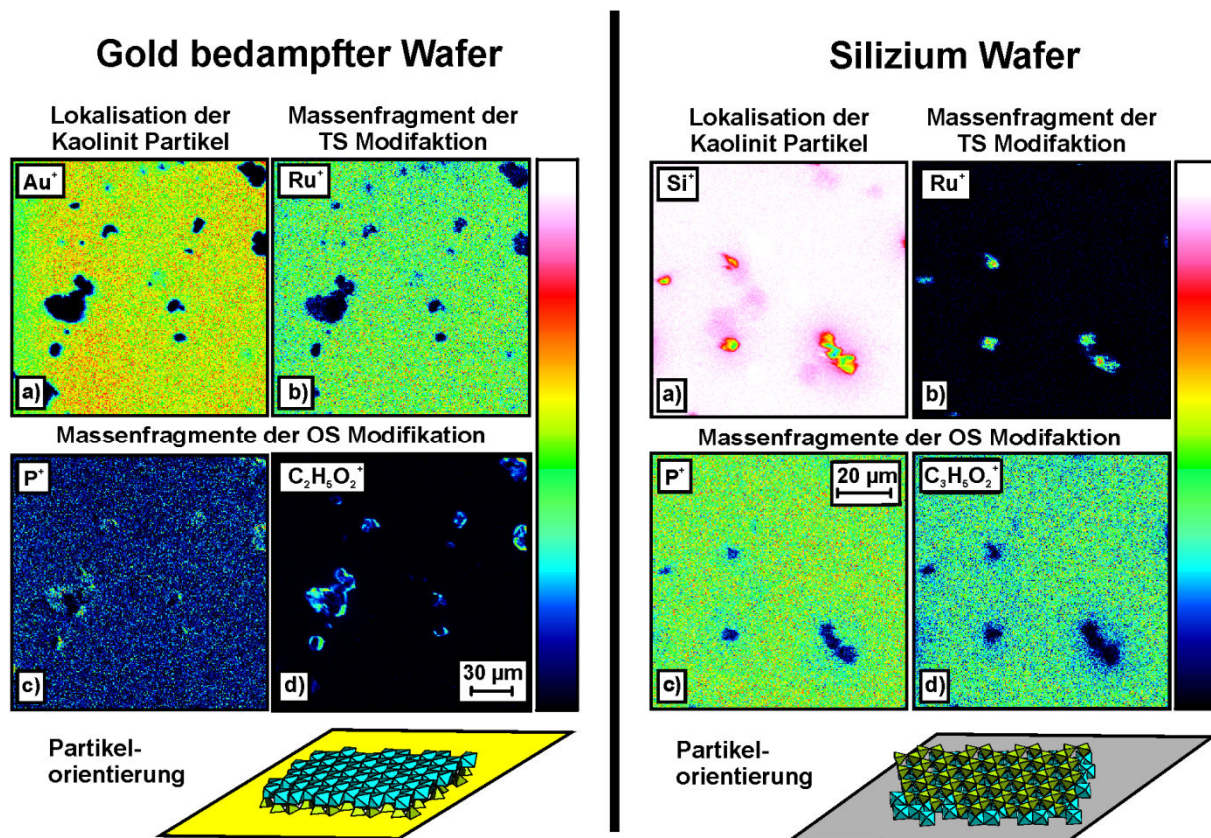 Gold bedampfter Wafer
Lokalisation der
Kaolinit Partikel
Massenfragment der
TS Modifaktion
Au⁺
a)
Ru⁺
b)
Massenfragmente der OS Modifikation
P⁺
c)
C₂H₅O₂⁺
d)
30 µm
Partikel-
orientierung
Silizium Wafer
Lokalisation der
Kaolinit Partikel
Massenfragment der
TS Modifaktion
Si⁺
a)
Ru⁺
b)
Massenfragmente der OS Modifaktion
P⁺
20 µm
c)
C₃H₅O₂⁺
d)
Partikel-
orientierung